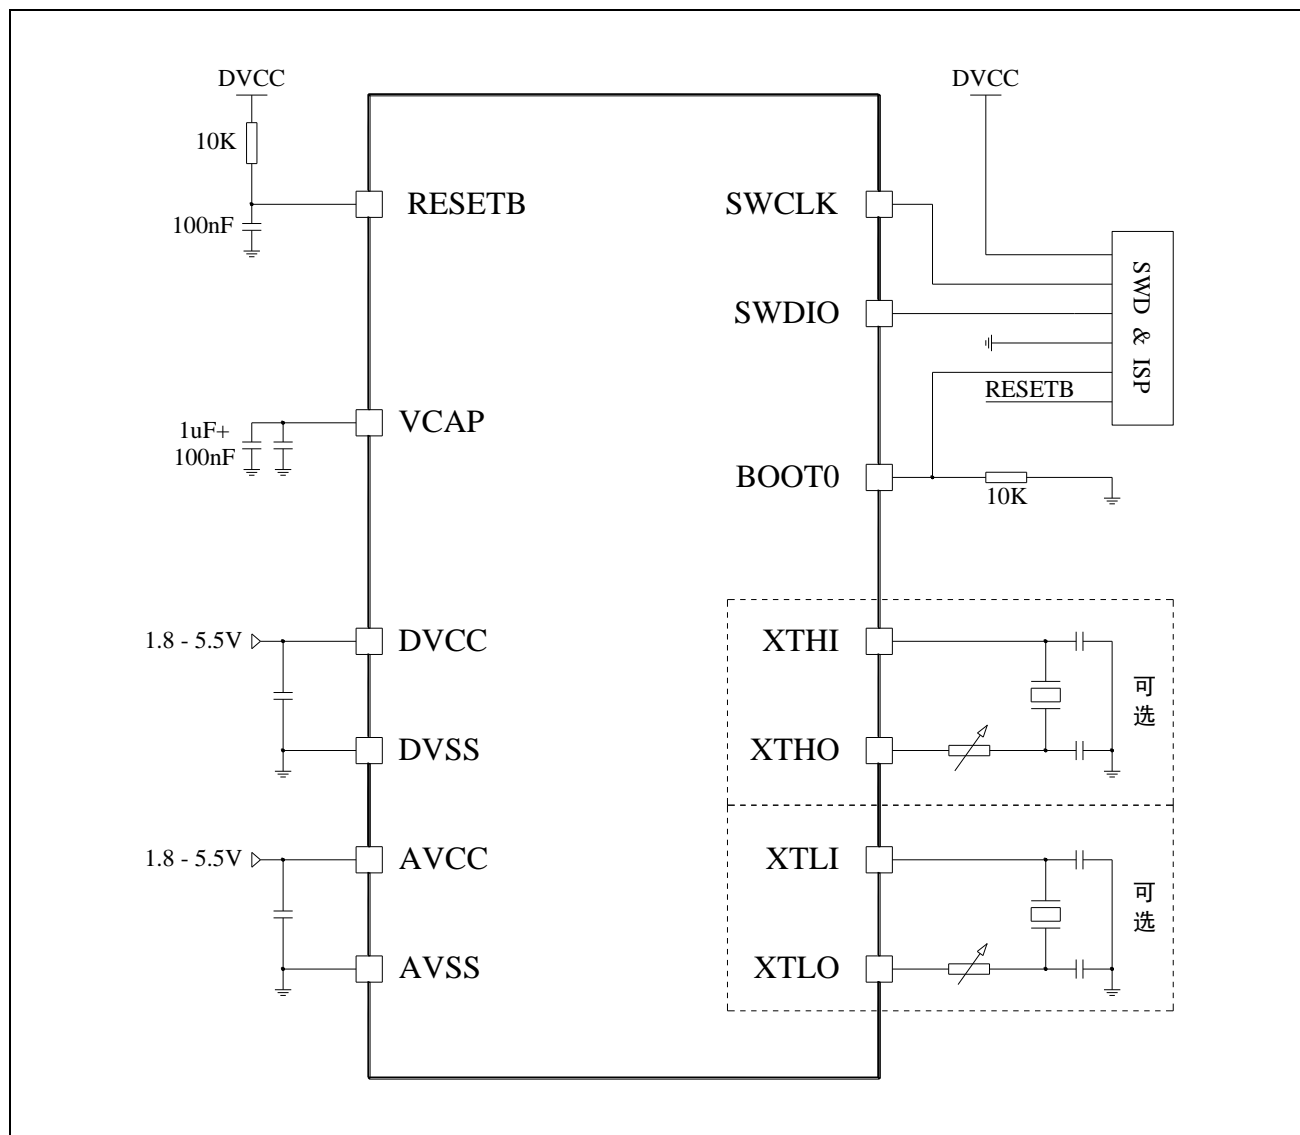 DVCC
DVCC
10K
RESETB
SWCLK
100nF
SWD & ISP
SWDIO
RESETB
1uF+
100nF
VCAP
BOOT0
10K
1.8 - 5.5V
DVCC
XTHI
可
选
DVSS
XTHO
1.8 - 5.5V
AVCC
XTLI
可
选
AVSS
XTLO